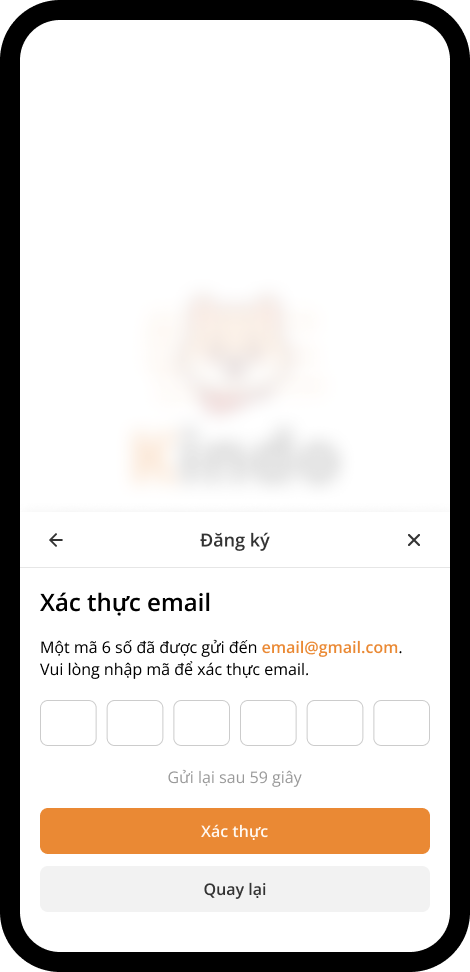 Kindo
Đăng ký
Xác thực email
Một mã 6 số đã được gửi đến email@gmail.com.
Vui lòng nhập mã để xác thực email.
Gửi lại sau 59 giây
Xác thực
Quay lại